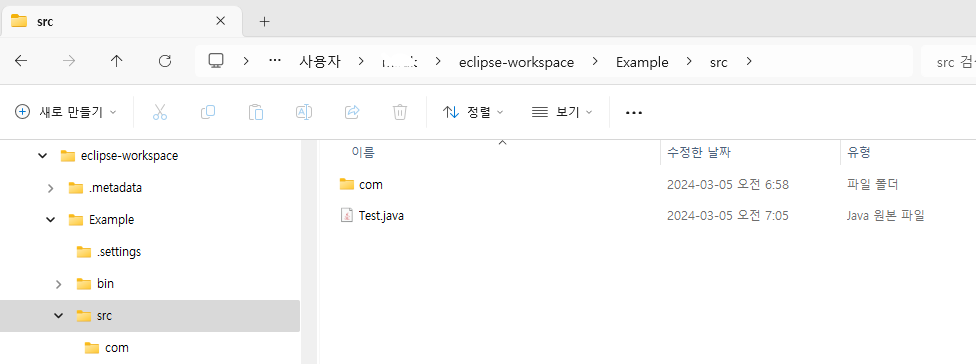 src
사용자 eclipse-workspace Example src
src 검
새로 만들기 정렬 보기
eclipse-workspace
.metadata
Example
.settings
bin
src
com
이름 수정한 날짜 유형
com 2024-03-05 오전 6:58 파일 폴더
Test.java 2024-03-05 오전 7:05 Java 원본 파일